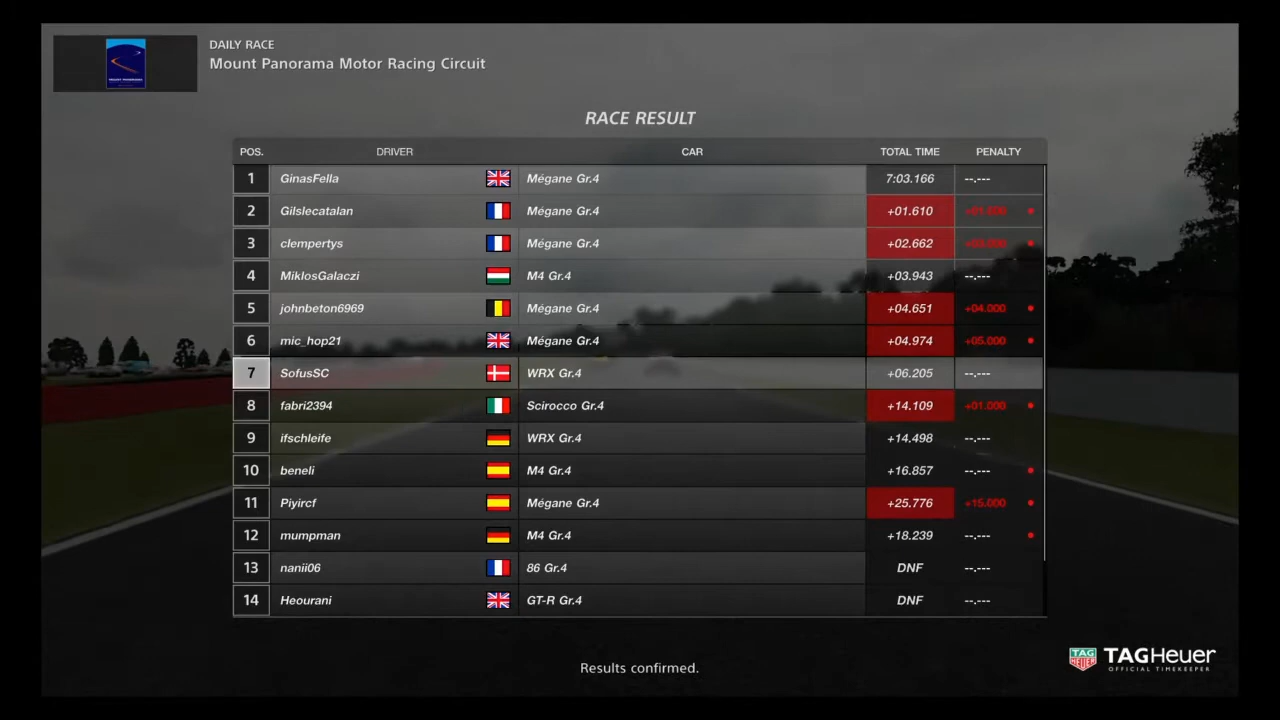 DAILY RACE
Mount Panorama Motor Racing Circuit
RACE RESULT
POS. DRIVER CAR TOTAL TIME PENALTY
1 GinasFella Mégane Gr.4 7:03.166 --.---
2 Gilslecatalan Mégane Gr.4 +01.610
3 clempertys Mégane Gr.4 +02.662
4 MiklosGalaczi M4 Gr.4 +03.943 --.---
5 johnbeton6969 Mégane Gr.4 +04.651 +04.000
6 mic_hop21 Mégane Gr.4 +04.974 +05.000
7 SofusSC WRX Gr.4 +06.205 --.---
8 fabri2394 Scirocco Gr.4 +14.109 +01.000
9 ifschleife WRX Gr.4 +14.498 --.---
10 beneli M4 Gr.4 +16.857 --.---
11 Piyircf Mégane Gr.4 +25.776 +15.000
12 mumpman M4 Gr.4 +18.239 --.---
13 nanii06 86 Gr.4 DNF --.---
14 Heourani GT-R Gr.4 DNF --.---
Results confirmed.
TAG HEUER TAGHeuer
OFFICIAL TIMEKEEPER